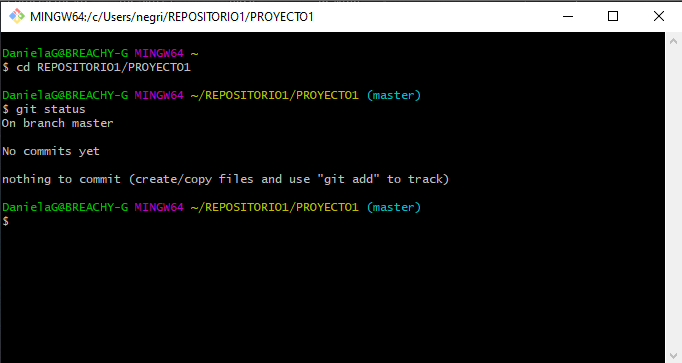 MINGW64:/c/Users/negri/REPOSITORIO1/PROYECTO1
DanielaG@BREACHY-G MINGW64 ~
$ cd REPOSITORIO1/PROYECTO1
DanielaG@BREACHY-G MINGW64 ~/REPOSITORIO1/PROYECTO1 (master)
$ git status
On branch master
No commits yet
nothing to commit (create/copy files and use "git add" to track)
DanielaG@BREACHY-G MINGW64 ~/REPOSITORIO1/PROYECTO1 (master)
$